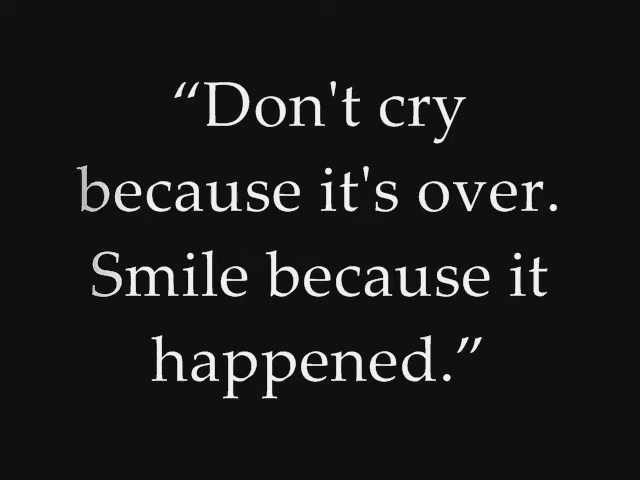 “Don't cry
because it's over.
Smile because it
happened.”